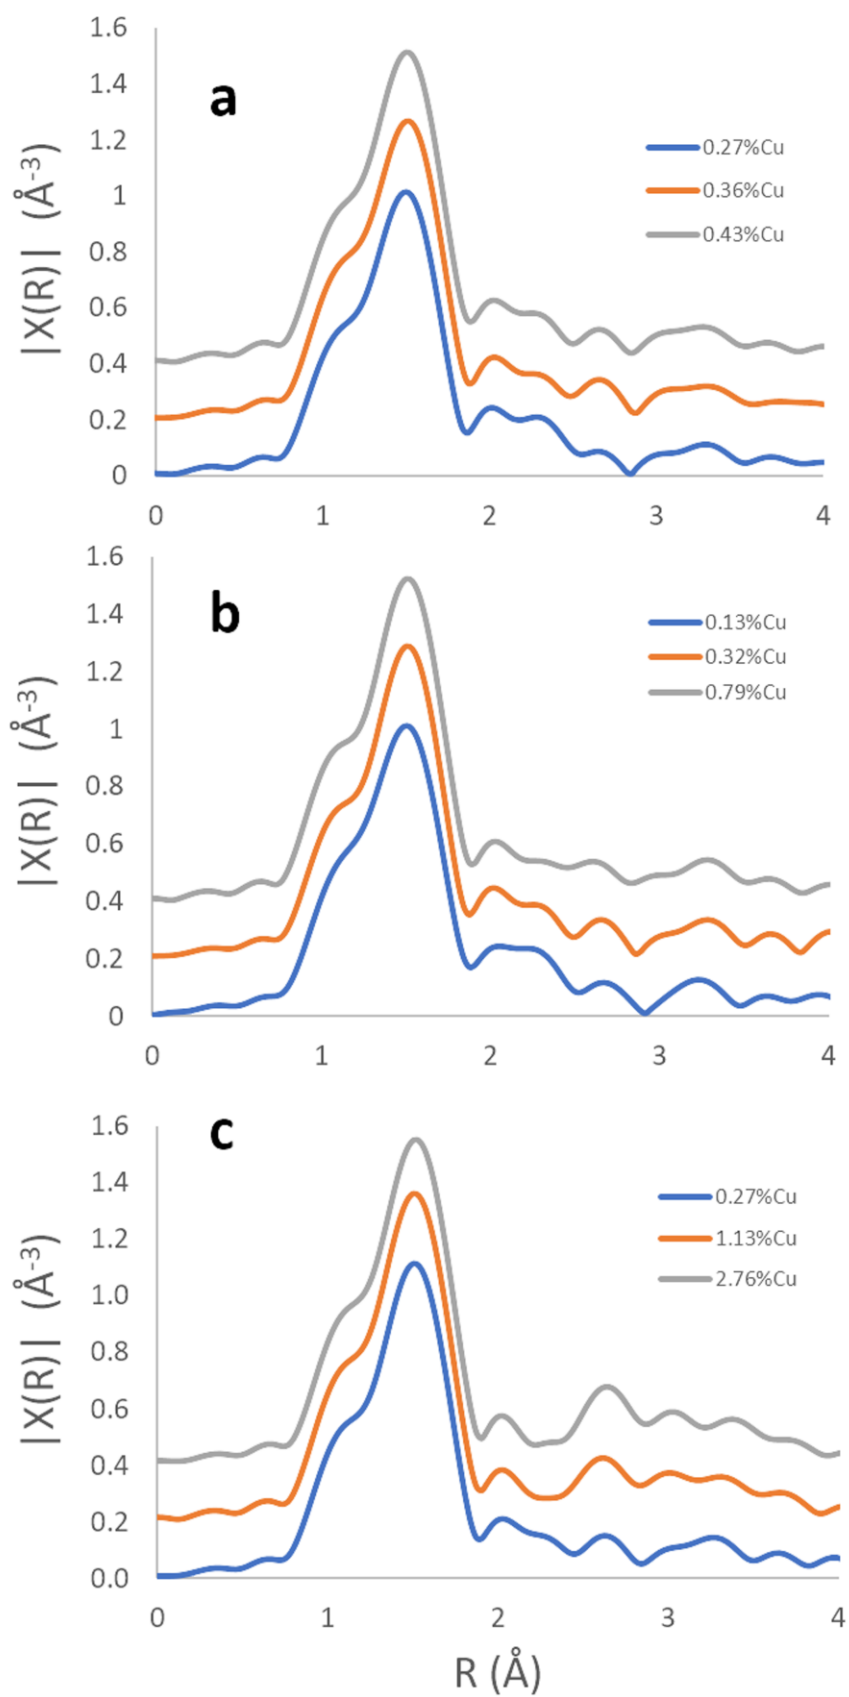 a
1.6
1.4
1.2
1
0.8
0.6
0.4
0.2
0
|X(R)| (Å-3)
0.27%Cu
0.36%Cu
0.43%Cu
0 1 2 3 4
b
1.6
1.4
1.2
1
0.8
0.6
0.4
0.2
0
|X(R)| (Å-3)
0.13%Cu
0.32%Cu
0.79%Cu
0 1 2 3 4
c
1.6
1.4
1.2
1.0
0.8
0.6
0.4
0.2
0.0
|X(R)| (Å-3)
0.27%Cu
1.13%Cu
2.76%Cu
0 1 2 3 4
R (Å)